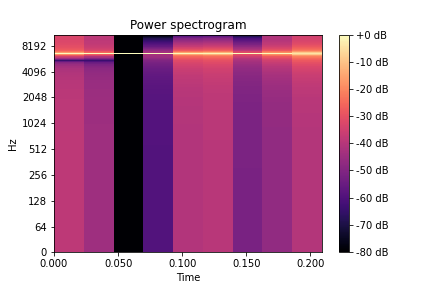 Power spectrogram
Hz
8192
4096
2048
1024
512
256
128
64
0
0.000 0.050 0.100 0.150 0.200
Time
+0 dB
-10 dB
-20 dB
-30 dB
-40 dB
-50 dB
-60 dB
-70 dB
-80 dB